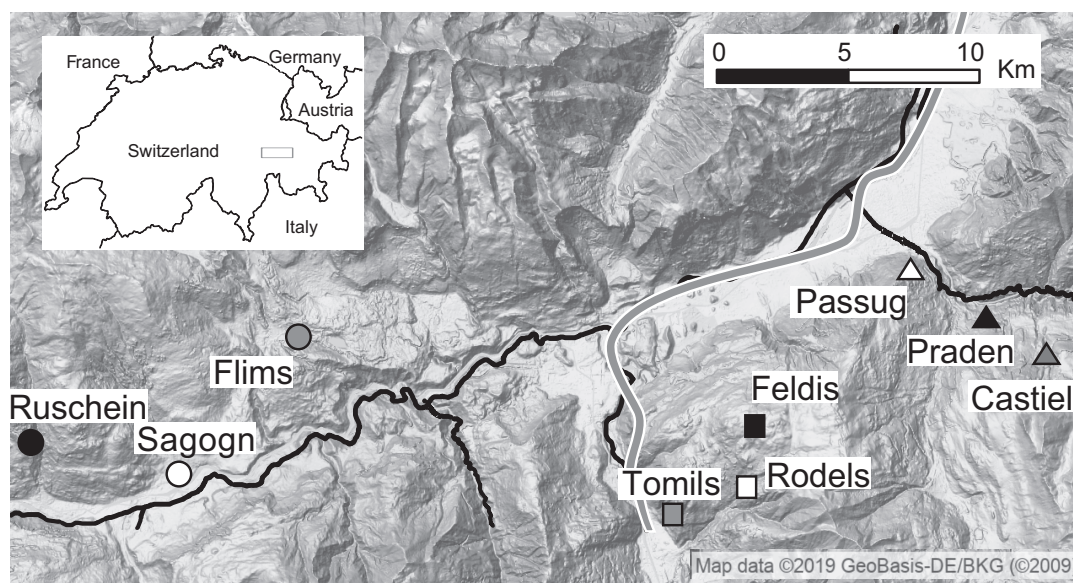 France
Germany
Austria
Switzerland
Italy
0 5 10
Km
Passug
Praden
Castiel
Flims
Ruschein
Sagogn
Feldis
Tomils
Rodels
Map data ©2019 GeoBasis-DE/BKG (©2009